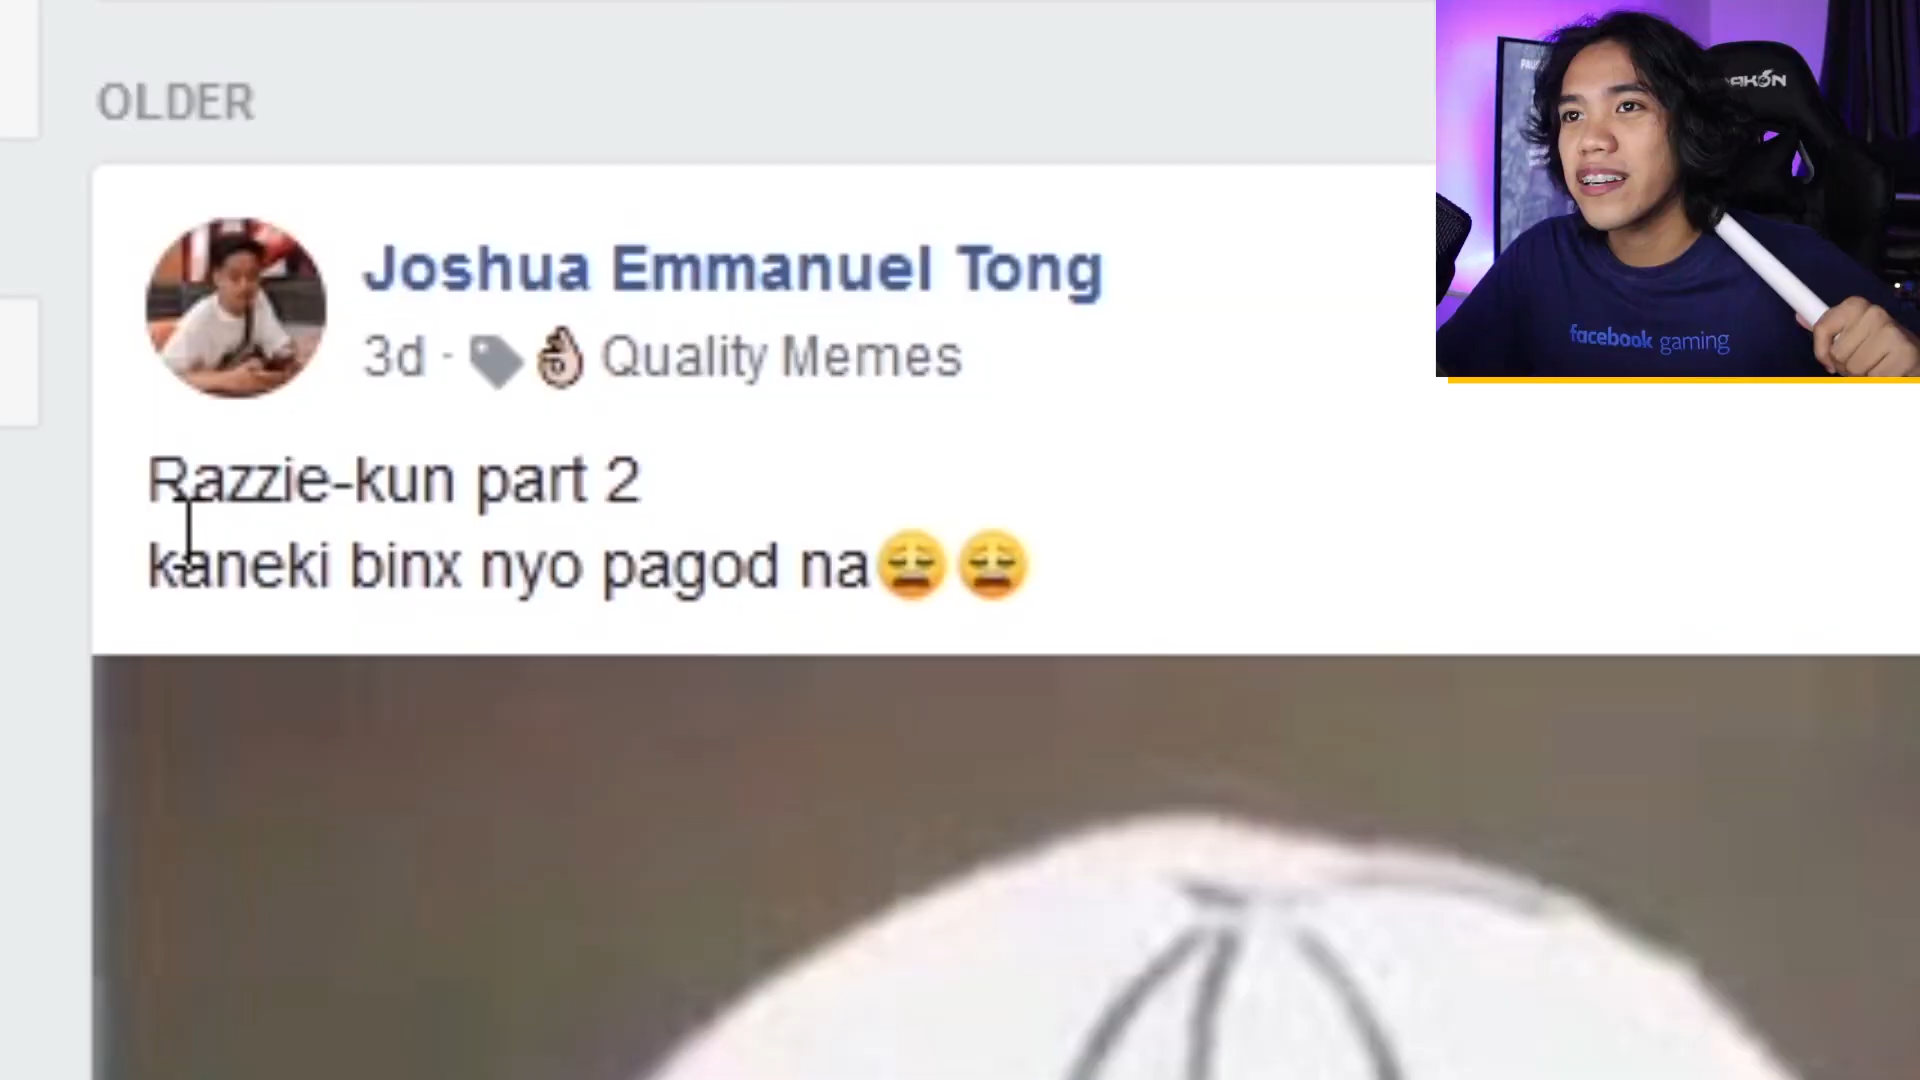 OLDER
Joshua Emmanuel Tong
3d · 👌🏻 Quality Memes
Razzie-kun part 2
kaneki binx nyo pagod na😩😩
facebook gaming